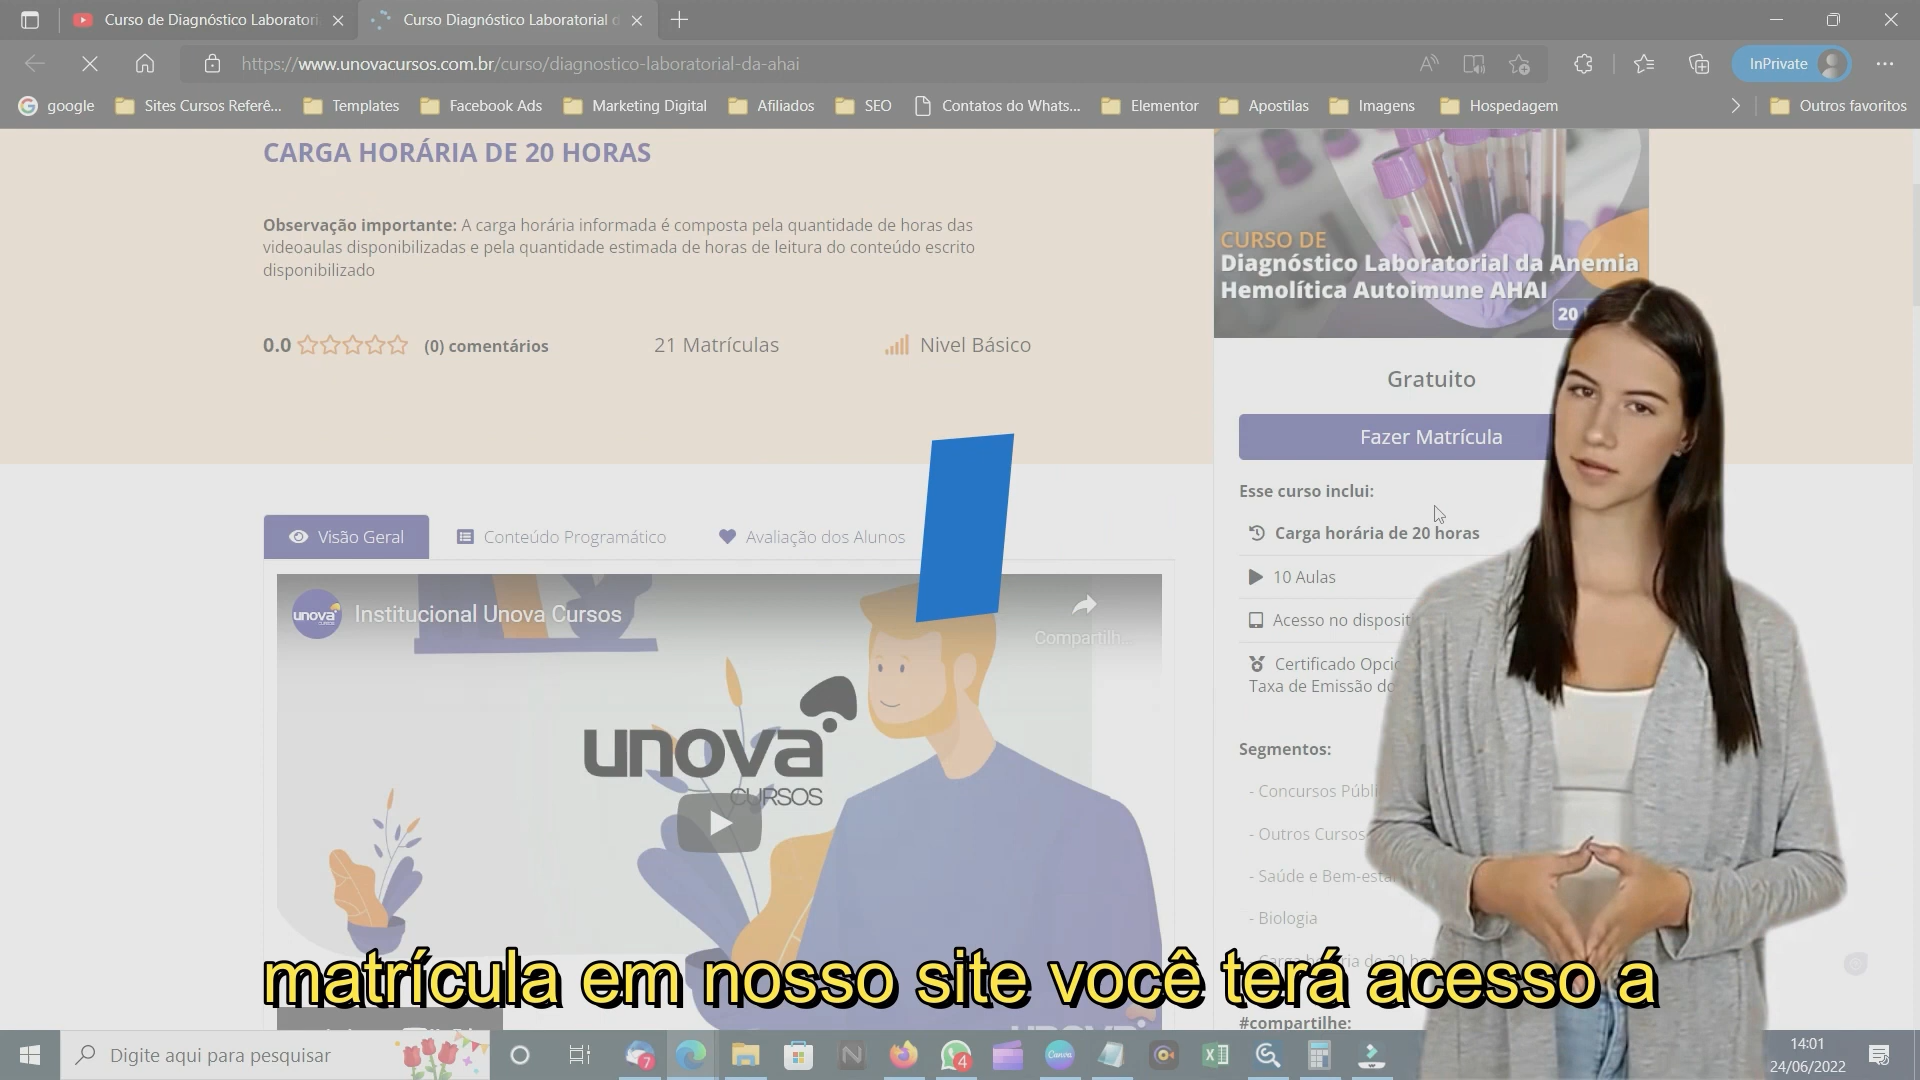 Curso de Diagnóstico Laboratori
Curso Diagnóstico Laboratorial d
https://www.unovacursos.com.br/curso/diagnostico-laboratorial-da-ahai
InPrivate
google
Sites Cursos Referê...
Templates
Facebook Ads
Marketing Digital
Afiliados
SEO
Contatos do Whats...
Elementor
Apostilas
Imagens
Hospedagem
Outros favoritos
CARGA HORÁRIA DE 20 HORAS
Observação importante: A carga horária informada é composta pela quantidade de horas das
videoaulas disponibilizadas e pela quantidade estimada de horas de leitura do conteúdo escrito
disponibilizado
0.0
(0) comentários
21 Matrículas
Nivel Básico
CURSO DE
Diagnóstico Laboratorial da Anemia
Hemolítica Autoimune AHAI
20
Gratuito
Fazer Matrícula
Esse curso inclui:
Carga horária de 20 horas
10 Aulas
Acesso no disposit
Certificado Opci
Taxa de Emissão do
Segmentos:
- Concursos Públi
- Outros Cursos
- Saúde e Bem-esta
- Biologia
#compartilhe:
Visão Geral
Conteúdo Programático
Avaliação dos Alunos
unova
CURSOS
Institucional Unova Cursos
Compartilh...
unova
CURSOS
matrícula em nosso site você terá acesso a
Digite aqui para pesquisar
7
4
Canva
14:01
24/06/2022